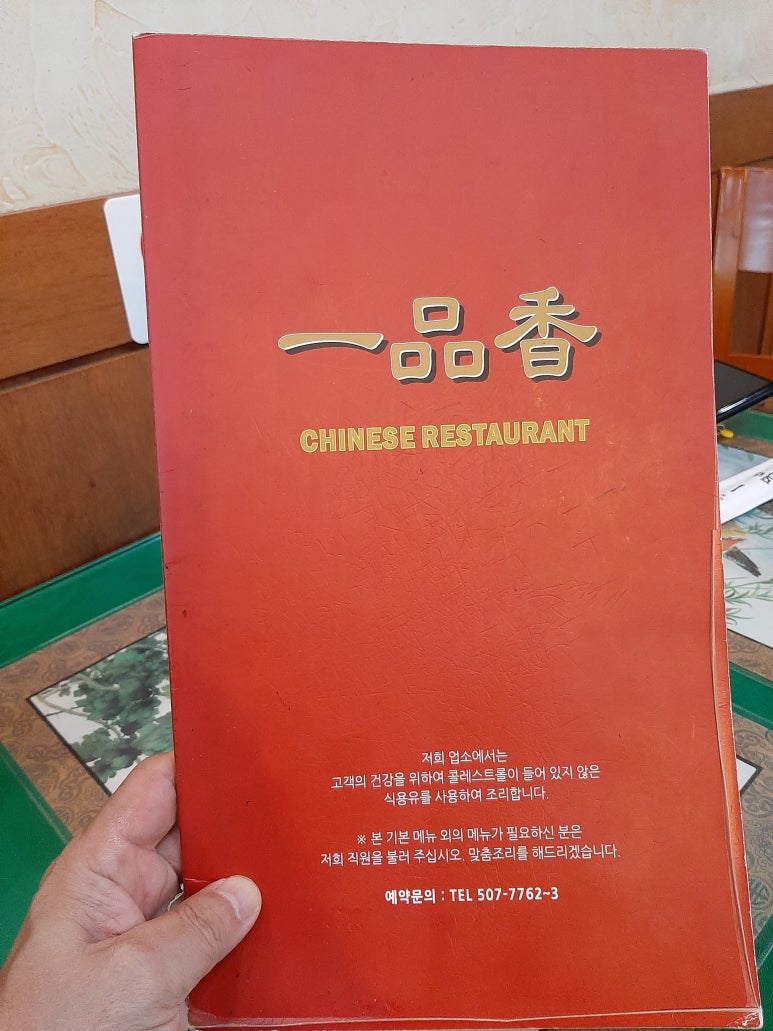 一品香
CHINESE RESTAURANT
저희 업소에서는
고객의 건강을 위하여 콜레스트롤이 들어 있지 않은
식용유를 사용하여 조리합니다.
※ 본 기본 메뉴 외의 메뉴가 필요하신 분은
저희 직원을 불러 주십시오. 맞춤조리를 해드리겠습니다.
예약문의 : TEL 507-7762~3